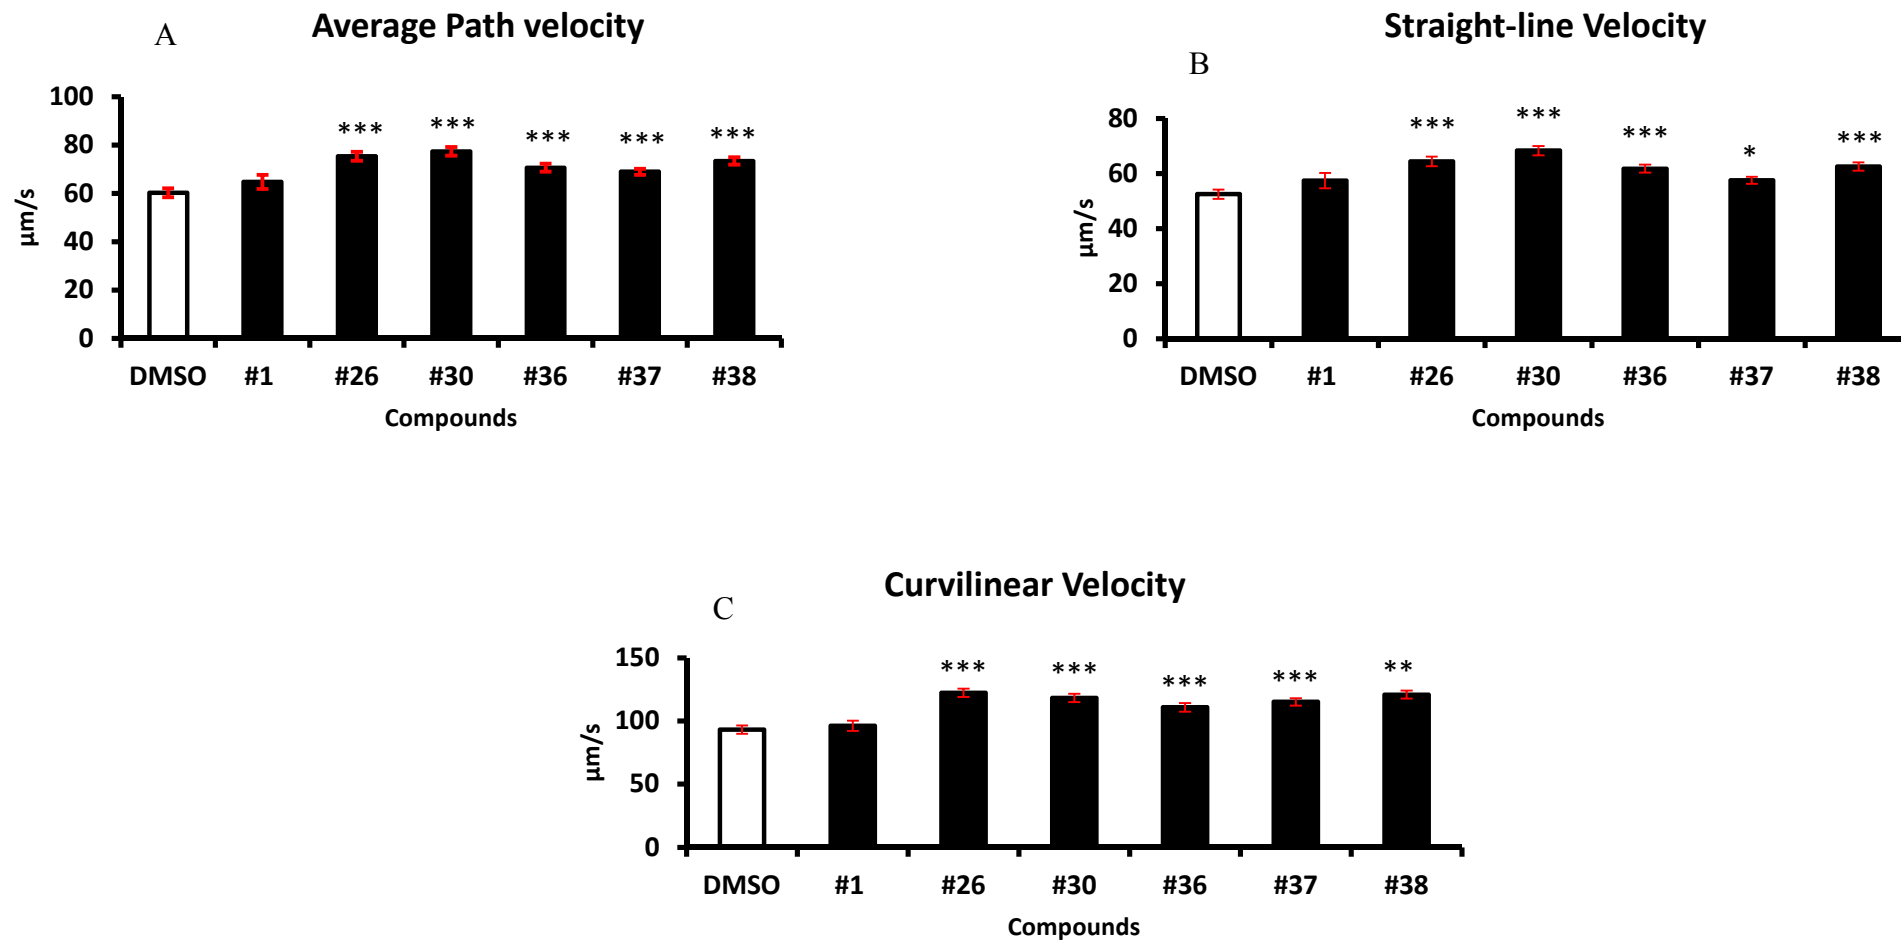 A
Average Path velocity
100
80
60
40
20
0
μm/s
*** *** *** *** ***
DMSO #1 #26 #30 #36 #37 #38
Compounds
B
Straight-line Velocity
80
60
40
20
0
μm/s
*** *** *** * ***
DMSO #1 #26 #30 #36 #37 #38
Compounds
C
Curvilinear Velocity
150
100
50
0
μm/s
*** *** *** *** **
DMSO #1 #26 #30 #36 #37 #38
Compounds